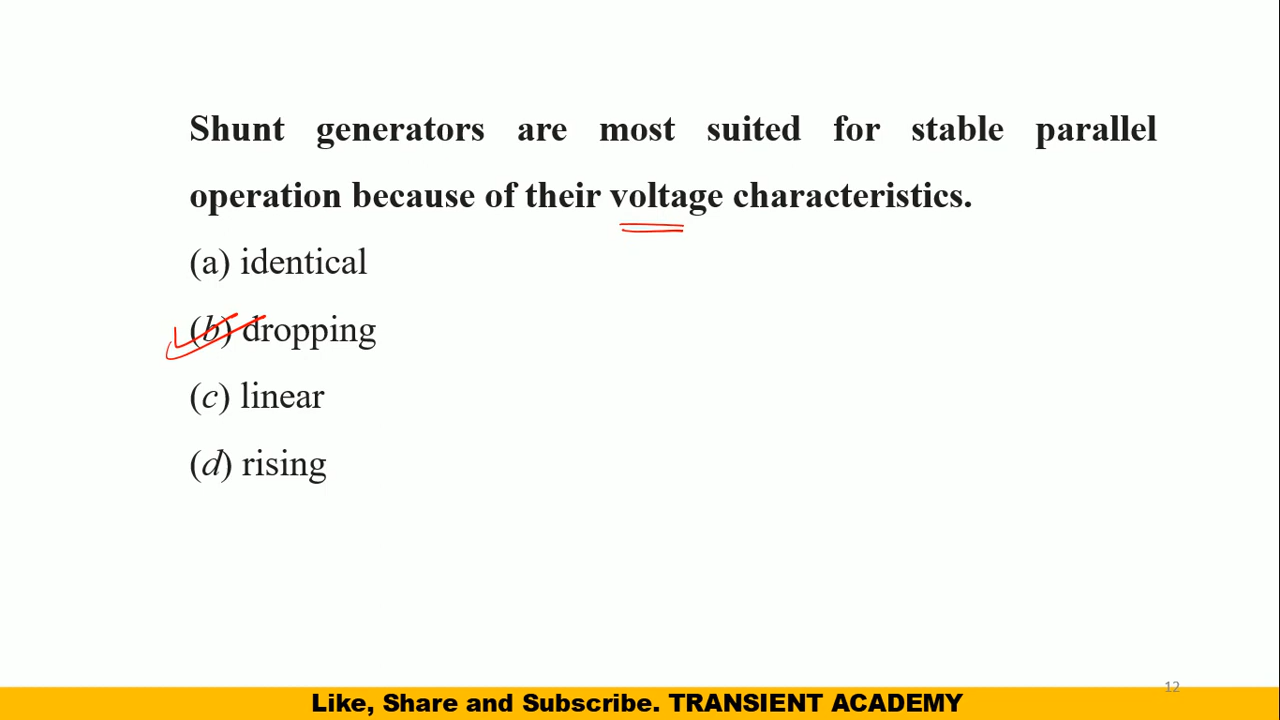 Shunt generators are most suited for stable parallel
operation because of their voltage characteristics.
(a) identical
(b) dropping
(c) linear
(d) rising
12
Like, Share and Subscribe. TRANSIENT ACADEMY